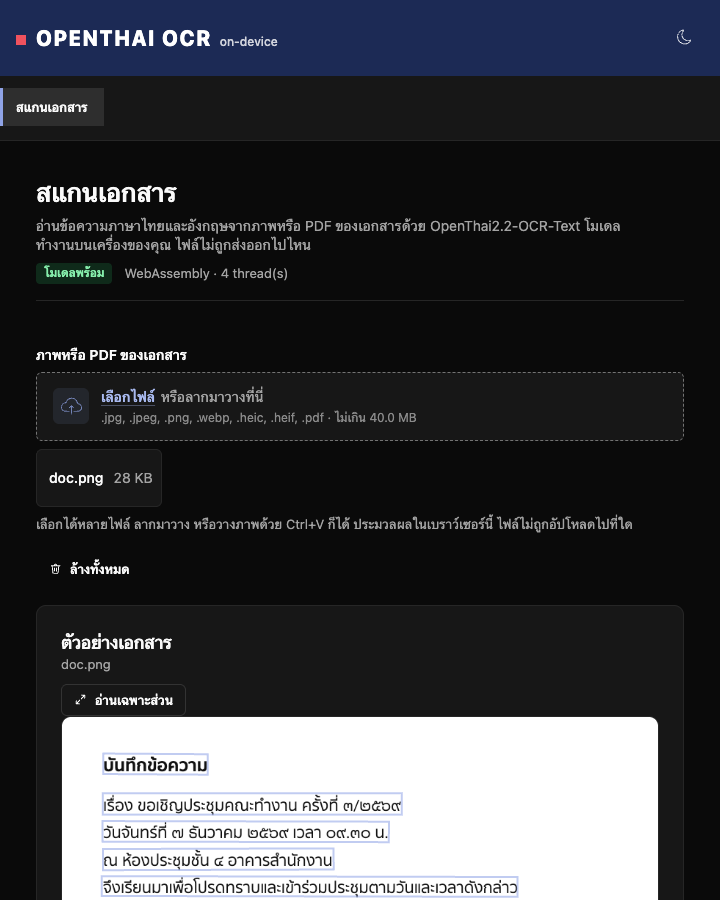 OPENTHAI OCR on-device
สแกนเอกสาร
สแกนเอกสาร
อ่านข้อความภาษาไทยและอังกฤษจากภาพหรือ PDF ของเอกสารด้วย OpenThai2.2-OCR-Text โมเดล
ทำงานบนเครื่องของคุณ ไฟล์ไม่ถูกส่งออกไปไหน
โมเดลพร้อม WebAssembly · 4 thread(s)
ภาพหรือ PDF ของเอกสาร
เลือกไฟล์ หรือลากมาวางที่นี่
.jpg, .jpeg, .png, .webp, .heic, .heif, .pdf · ไม่เกิน 40.0 MB
doc.png 28 KB
เลือกได้หลายไฟล์ ลากมาวาง หรือวางภาพด้วย Ctrl+V ก็ได้ ประมวลผลในเบราว์เซอร์นี้ ไฟล์ไม่ถูกอัปโหลดไปที่ใด
ล้างทั้งหมด
ตัวอย่างเอกสาร
doc.png
อ่านเฉพาะส่วน
บันทึกข้อความ
เรื่อง ขอเชิญประชุมคณะทำงาน ครั้งที่ ๓/๒๕๖๙
วันจันทร์ที่ ๗ ธันวาคม ๒๕๖๙ เวลา ๐๙.๓๐ น.
ณ ห้องประชุมชั้น ๔ อาคารสำนักงาน
จึงเรียนมาเพื่อโปรดทราบและเข้าร่วมประชุมตามวันและเวลาดังกล่าว